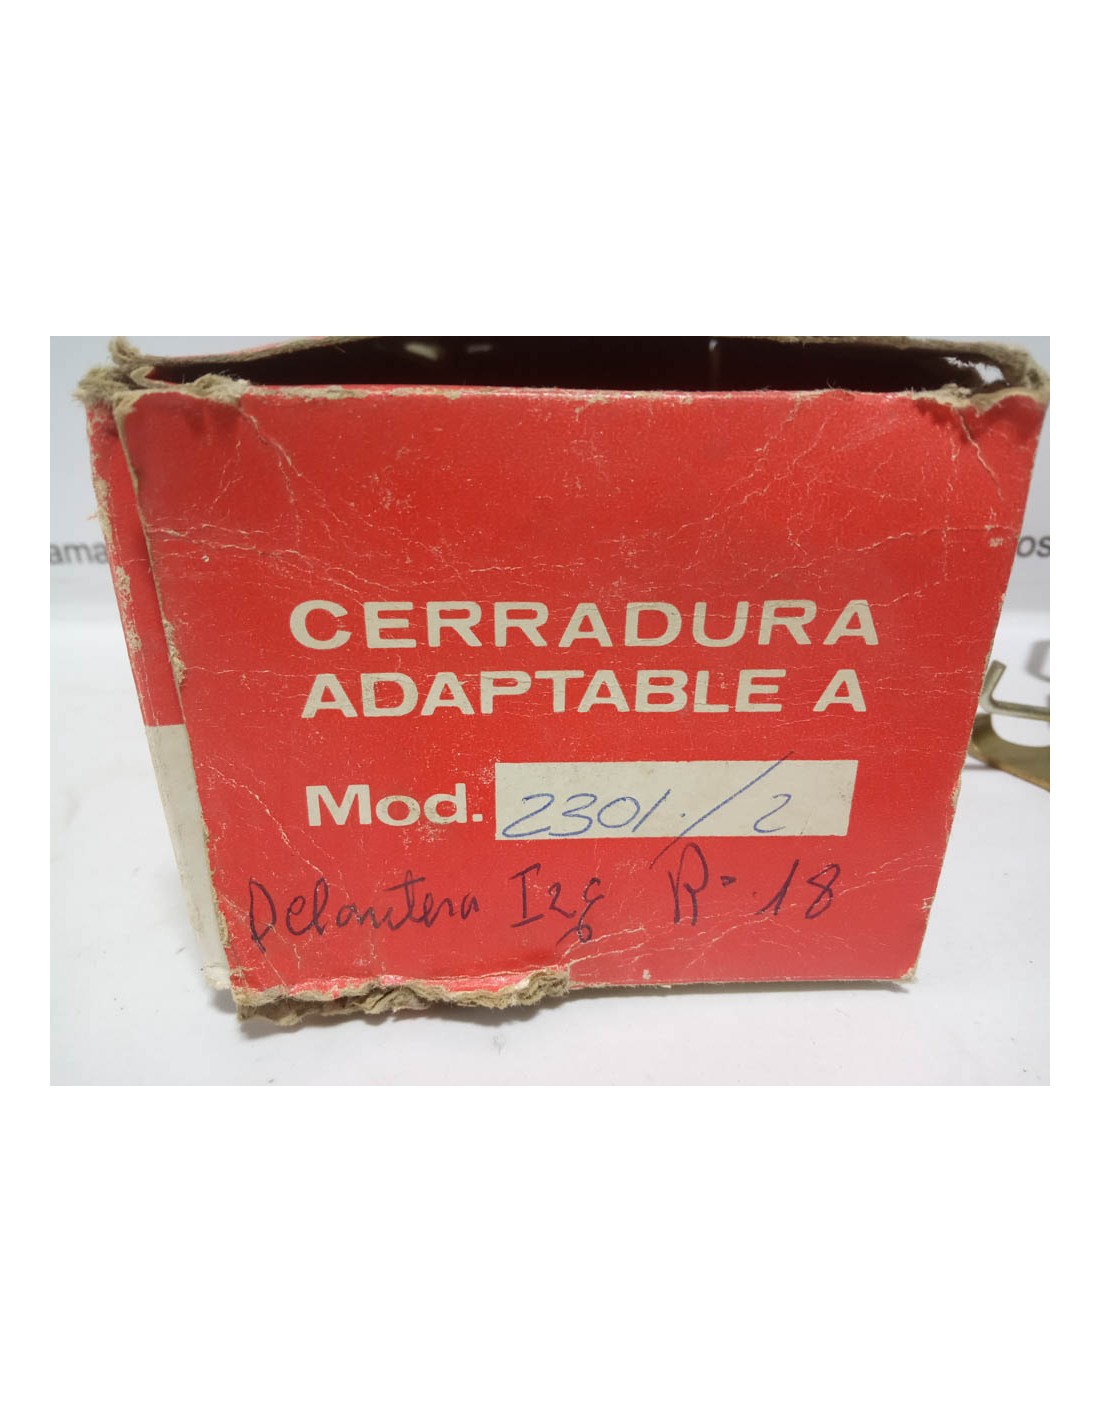 CERRADURA
ADAPTABLE A
Mod. 2301./2
Delantera Izq R-18